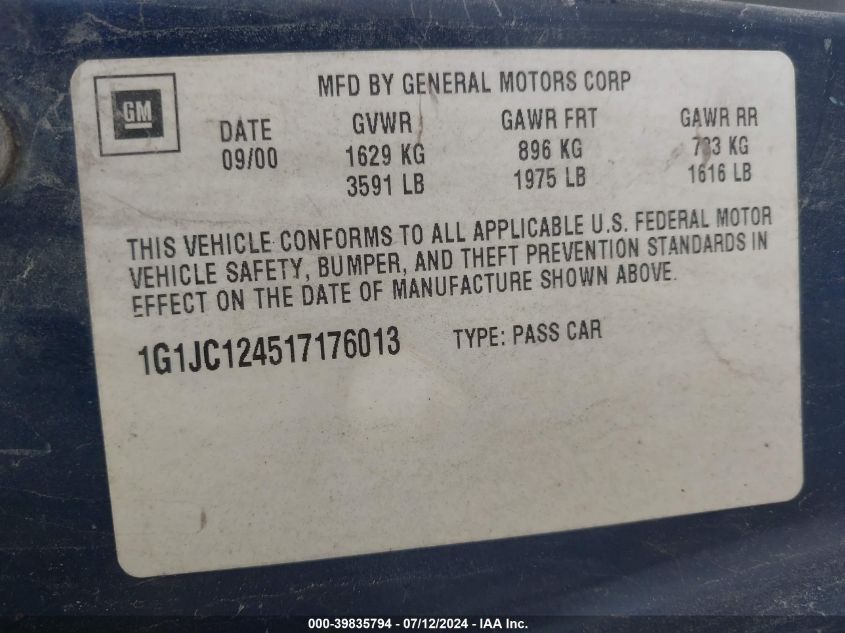 MFD BY GENERAL MOTORS CORP
GM
DATE GVWR GAWR FRT GAWR RR
09/00 1629 KG 896 KG 733 KG
3591 LB 1975 LB 1616 LB
THIS VEHICLE CONFORMS TO ALL APPLICABLE U.S. FEDERAL MOTOR
VEHICLE SAFETY, BUMPER, AND THEFT PREVENTION STANDARDS IN
EFFECT ON THE DATE OF MANUFACTURE SHOWN ABOVE.
1G1JC124517176013 TYPE: PASS CAR
000-39835794 - 07/12/2024 - IAA Inc.